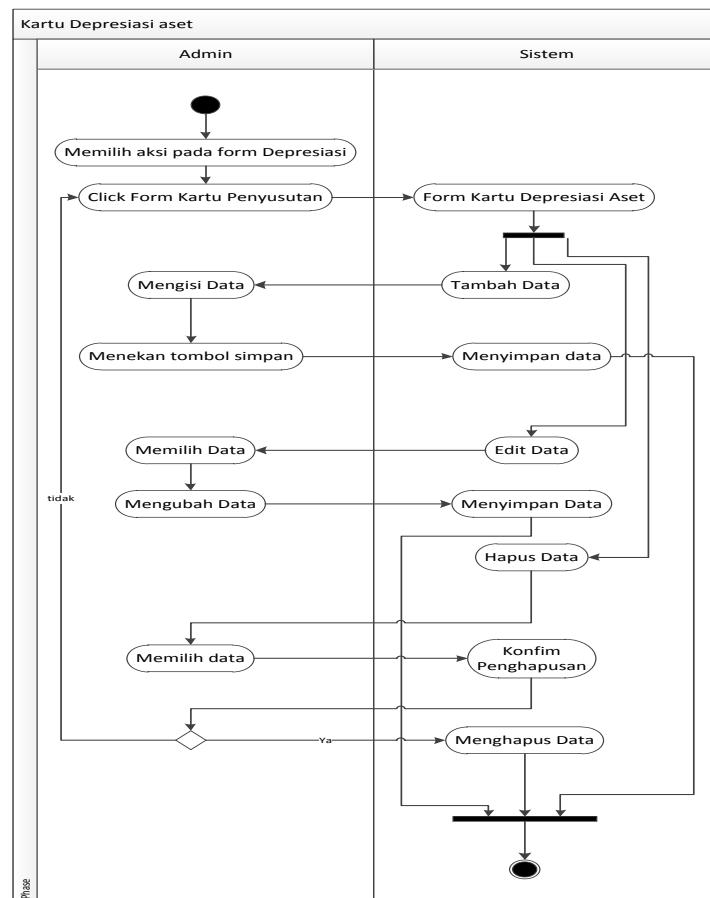 Kartu Depresiasi aset
Admin
Sistem
Memilih aksi pada form Depresiasi
Click Form Kartu Penyusutan
Form Kartu Depresiasi Aset
Mengisi Data
Tambah Data
Menekan tombol simpan
Menyimpan data
Memilih Data
Edit Data
tidak
Mengubah Data
Menyimpan Data
Hapus Data
Memilih data
Konfim
Penghapusan
Ya
Menghapus Data
Phase